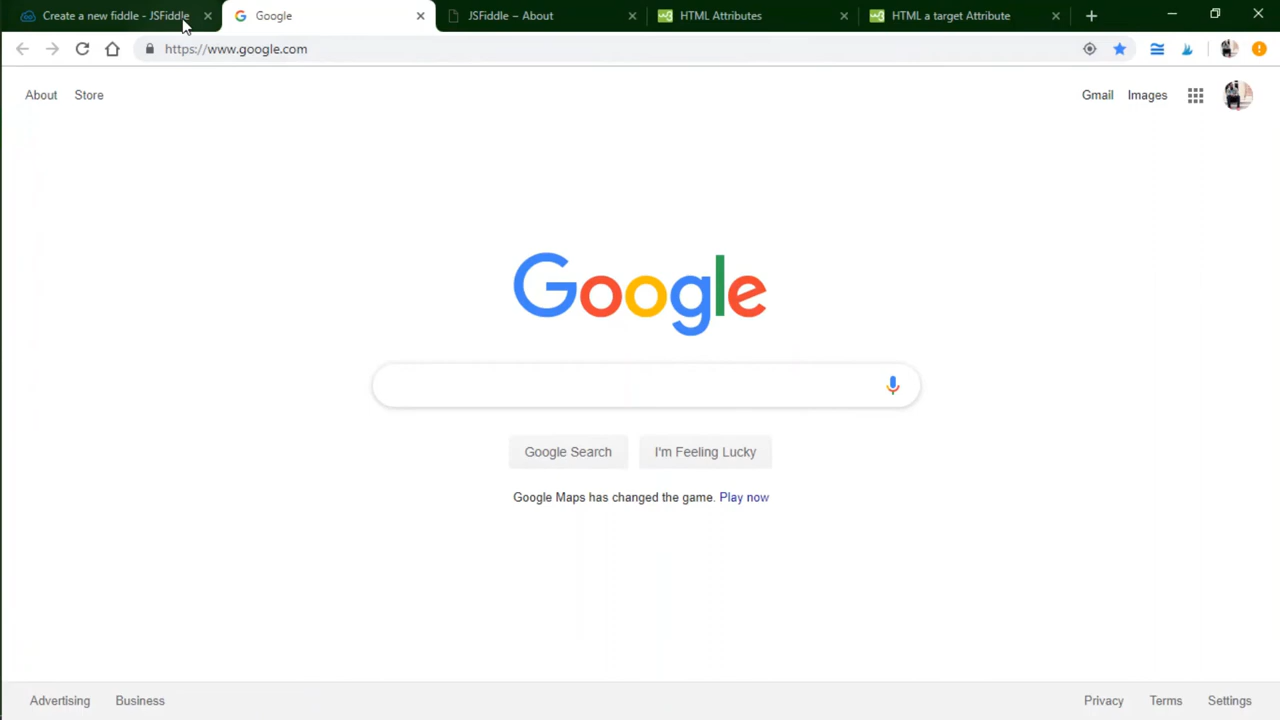 Create a new fiddle - JSFiddle
Google
JSFiddle – About
HTML Attributes
HTML a target Attribute
https://www.google.com
About Store
Gmail Images
Google
Google Search I'm Feeling Lucky
Google Maps has changed the game. Play now
Advertising Business
Privacy Terms Settings